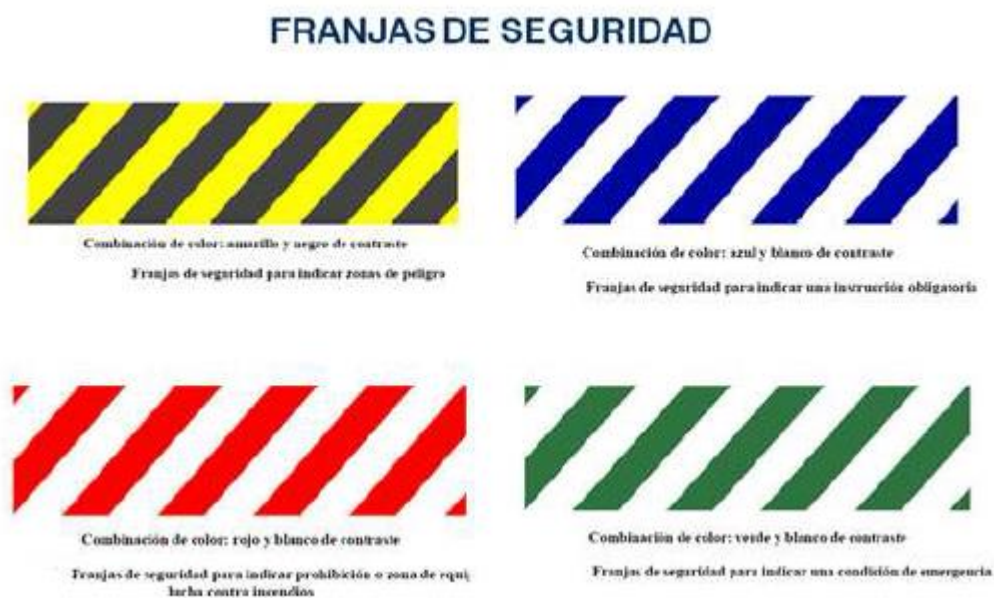 FRANJAS DE SEGURIDAD
Combinación de color: amarillo y negro de contraste
Franjas de seguridad para indicar zonas de peligro
Combinación de color: azul y blanco de contraste
Franjas de seguridad para indicar una instrucción obligatoria
Combinación de color: rojo y blanco de contraste
Franjas de seguridad para indicar prohibición o zona de equi
lucha contra incendios
Combinación de color: verde y blanco de contraste
Franjas de seguridad para indicar una condición de emergencia